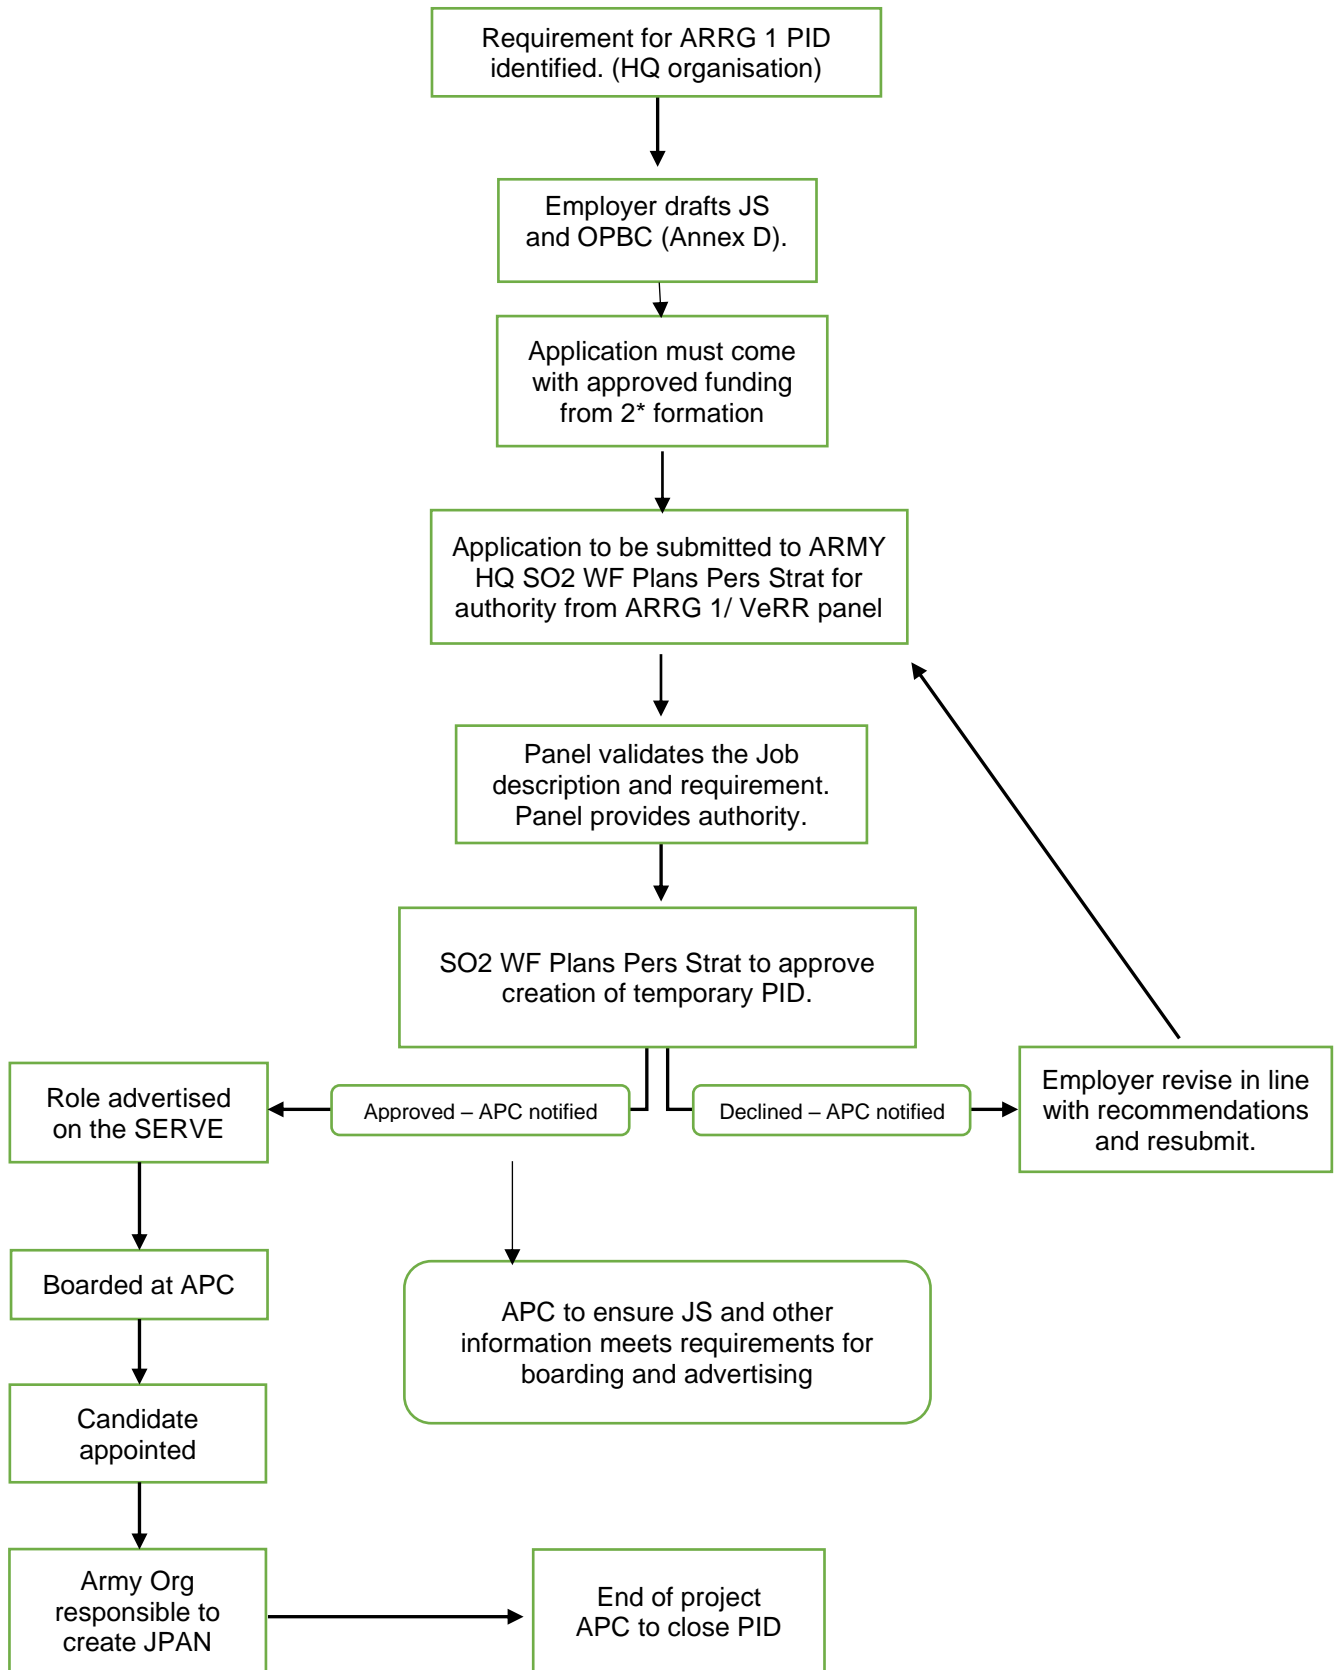 Requirement for ARRG 1 PID
identified. (HQ organisation)
Employer drafts JS
and OPBC (Annex D).
Application must come
with approved funding
from 2* formation
Application to be submitted to ARMY
HQ SO2 WF Plans Pers Strat for
authority from ARRG 1/ VeRR panel
Panel validates the Job
description and requirement.
Panel provides authority.
SO2 WF Plans Pers Strat to approve
creation of temporary PID.
Role advertised
on the SERVE
Approved – APC notified
Declined – APC notified
Employer revise in line
with recommendations
and resubmit.
Boarded at APC
APC to ensure JS and other
information meets requirements for
boarding and advertising
Candidate
appointed
Army Org
responsible to
create JPAN
End of project
APC to close PID